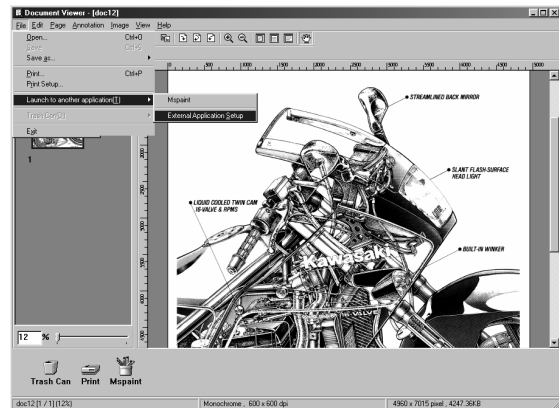 Document Viewer - [doc12]
File Edit Page Annotation Image View Help
Open... Ctrl+O
Save Ctrl+S
Save as...
Print... Ctrl+P
Print Setup...
Launch to another application(T)
Mspaint
External Application Setup
Exit
1
STREAMLINED BACK MIRROR
SLANT FLASH-SURFACE
HEAD LIGHT
LIQUID COOLED TWIN CAM
16-VALVE & RPMS
BUILT-IN WINKER
Kawasaki
16-VALVE
12 %
Trash Can Print Mspaint
doc12 [1 / 1] (12%) Monochrome , 600 x 600 dpi 4960 x 7015 pixel , 4247.36KB